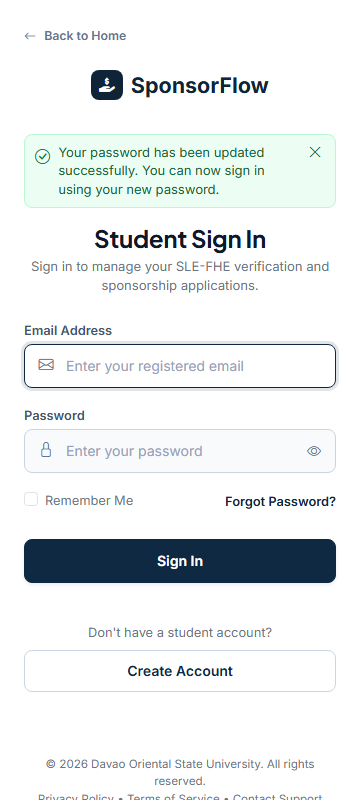 Back to Home
SponsorFlow
Your password has been updated
successfully. You can now sign in
using your new password.
Student Sign In
Sign in to manage your SLE-FHE verification and
sponsorship applications.
Email Address
Enter your registered email
Password
Enter your password
Remember Me
Forgot Password?
Sign In
Don't have a student account?
Create Account
© 2026 Davao Oriental State University. All rights
reserved.
Privacy Policy • Terms of Service • Contact Support